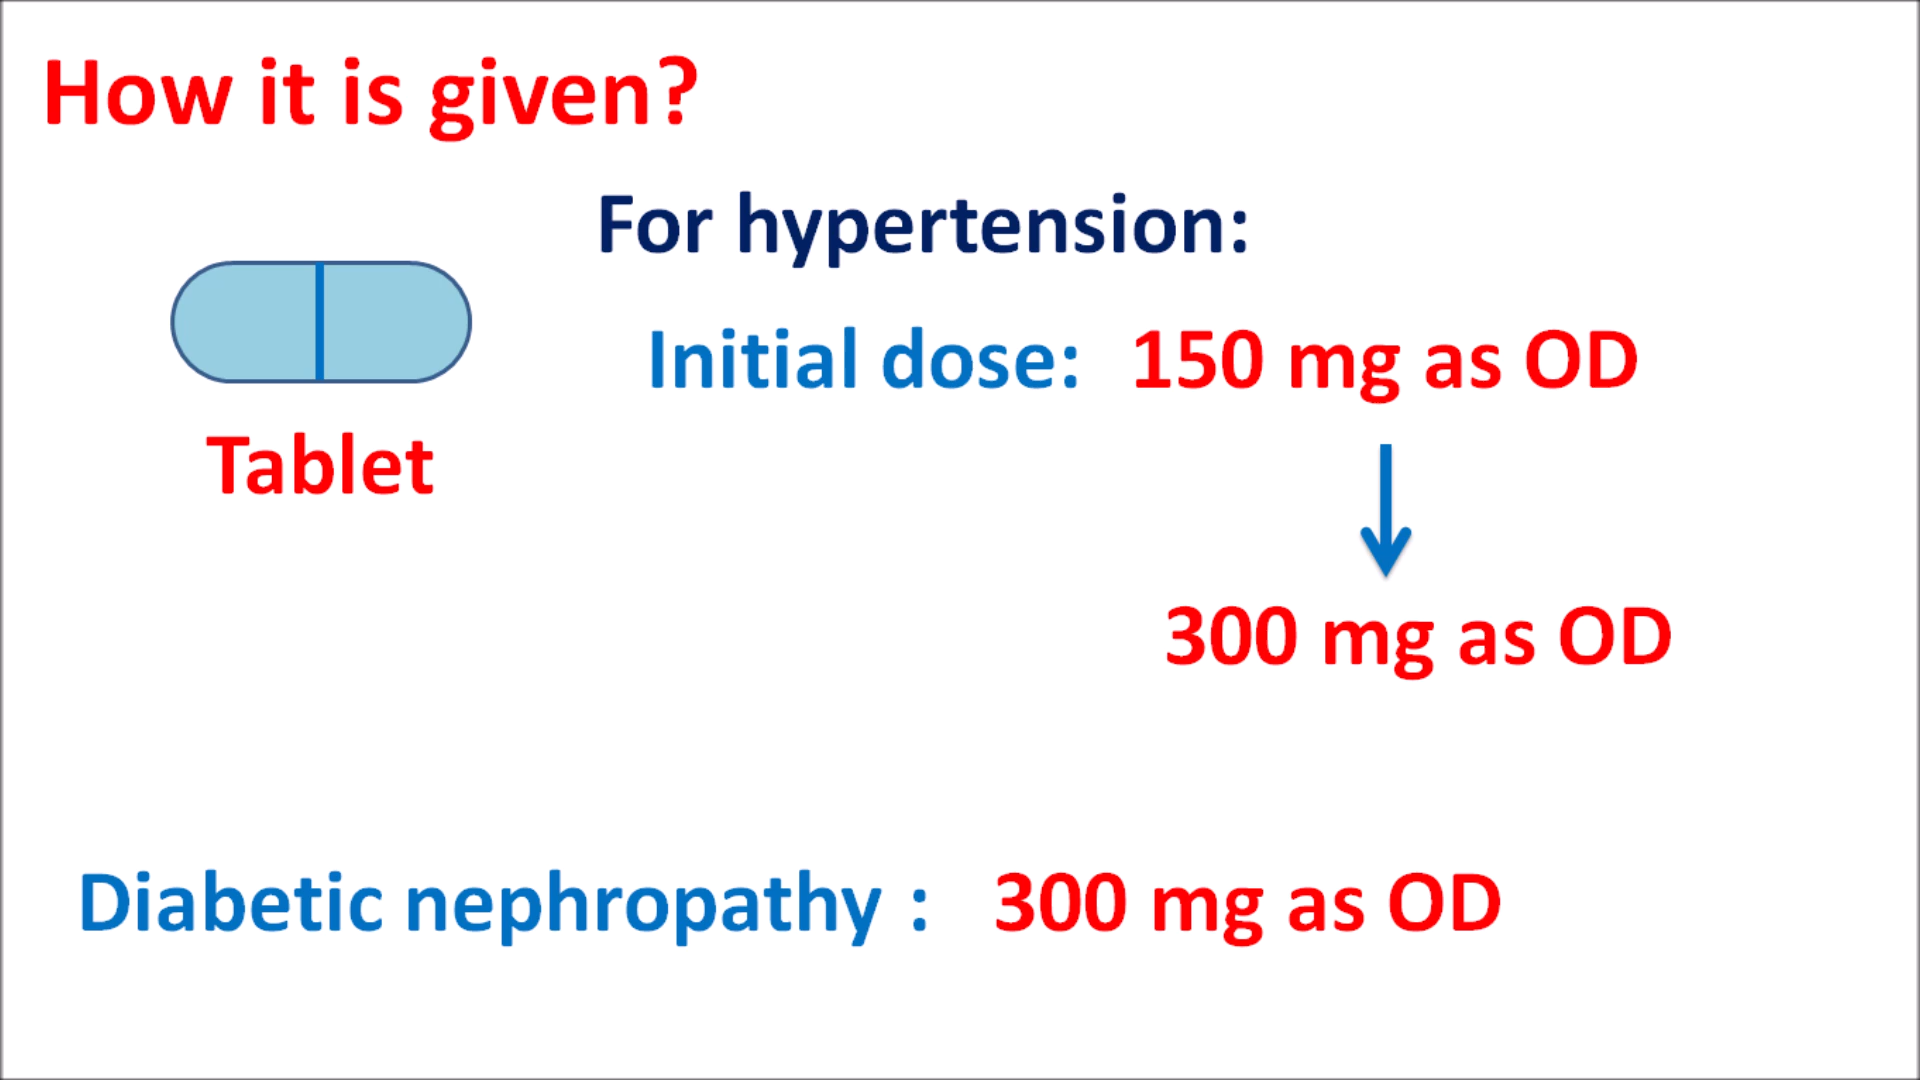 How it is given?
For hypertension:
Initial dose: 150 mg as OD
Tablet
300 mg as OD
Diabetic nephropathy : 300 mg as OD